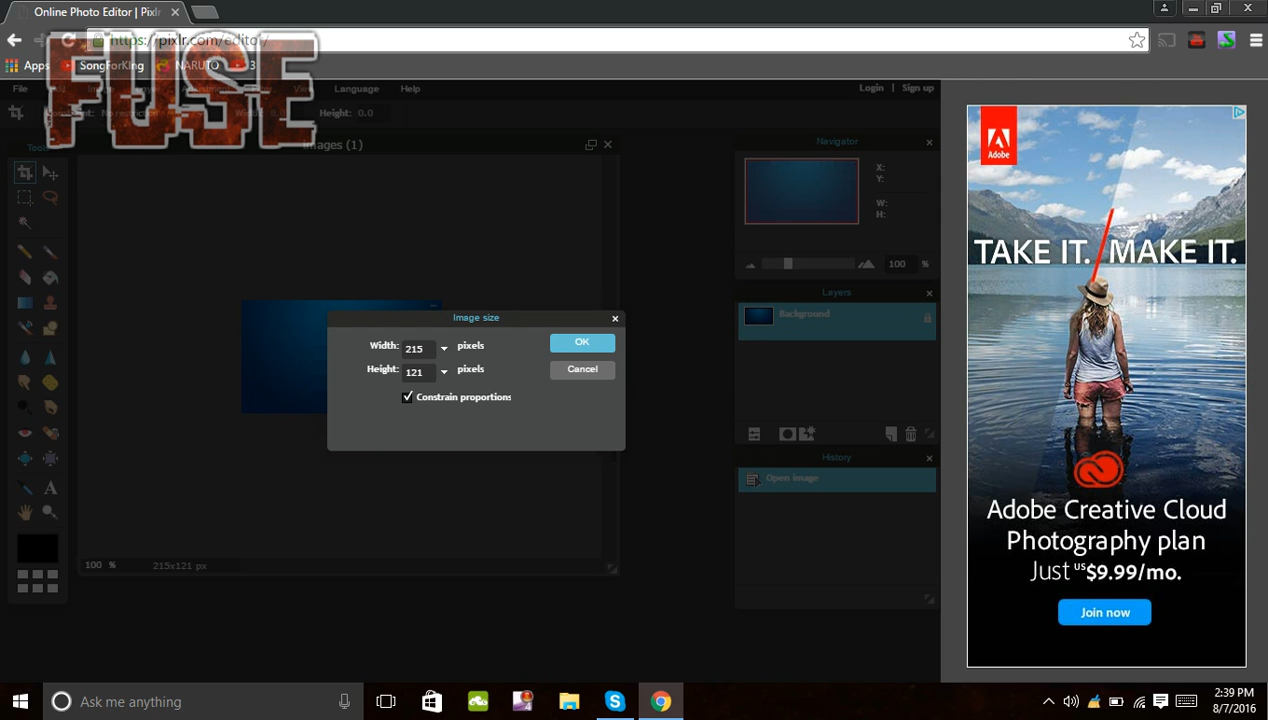 Online Photo Editor | Pixlr
https://pixlr.com/editor/
Apps
SongForKing
NARUTO
FUSE
File
Language
Help
Login | Sign up
Height: 0.0
Images (1)
Navigator
X:
Y:
W:
H:
100 %
Layers
Background
History
Open image
Image size
Width: 215 pixels
OK
Height: 121 pixels
Cancel
Constrain proportions
100 %
215x121 px
Adobe
TAKE IT. MAKE IT.
Adobe Creative Cloud
Photography plan
Just US$9.99/mo.
Join now
Ask me anything
2:39 PM
8/7/2016